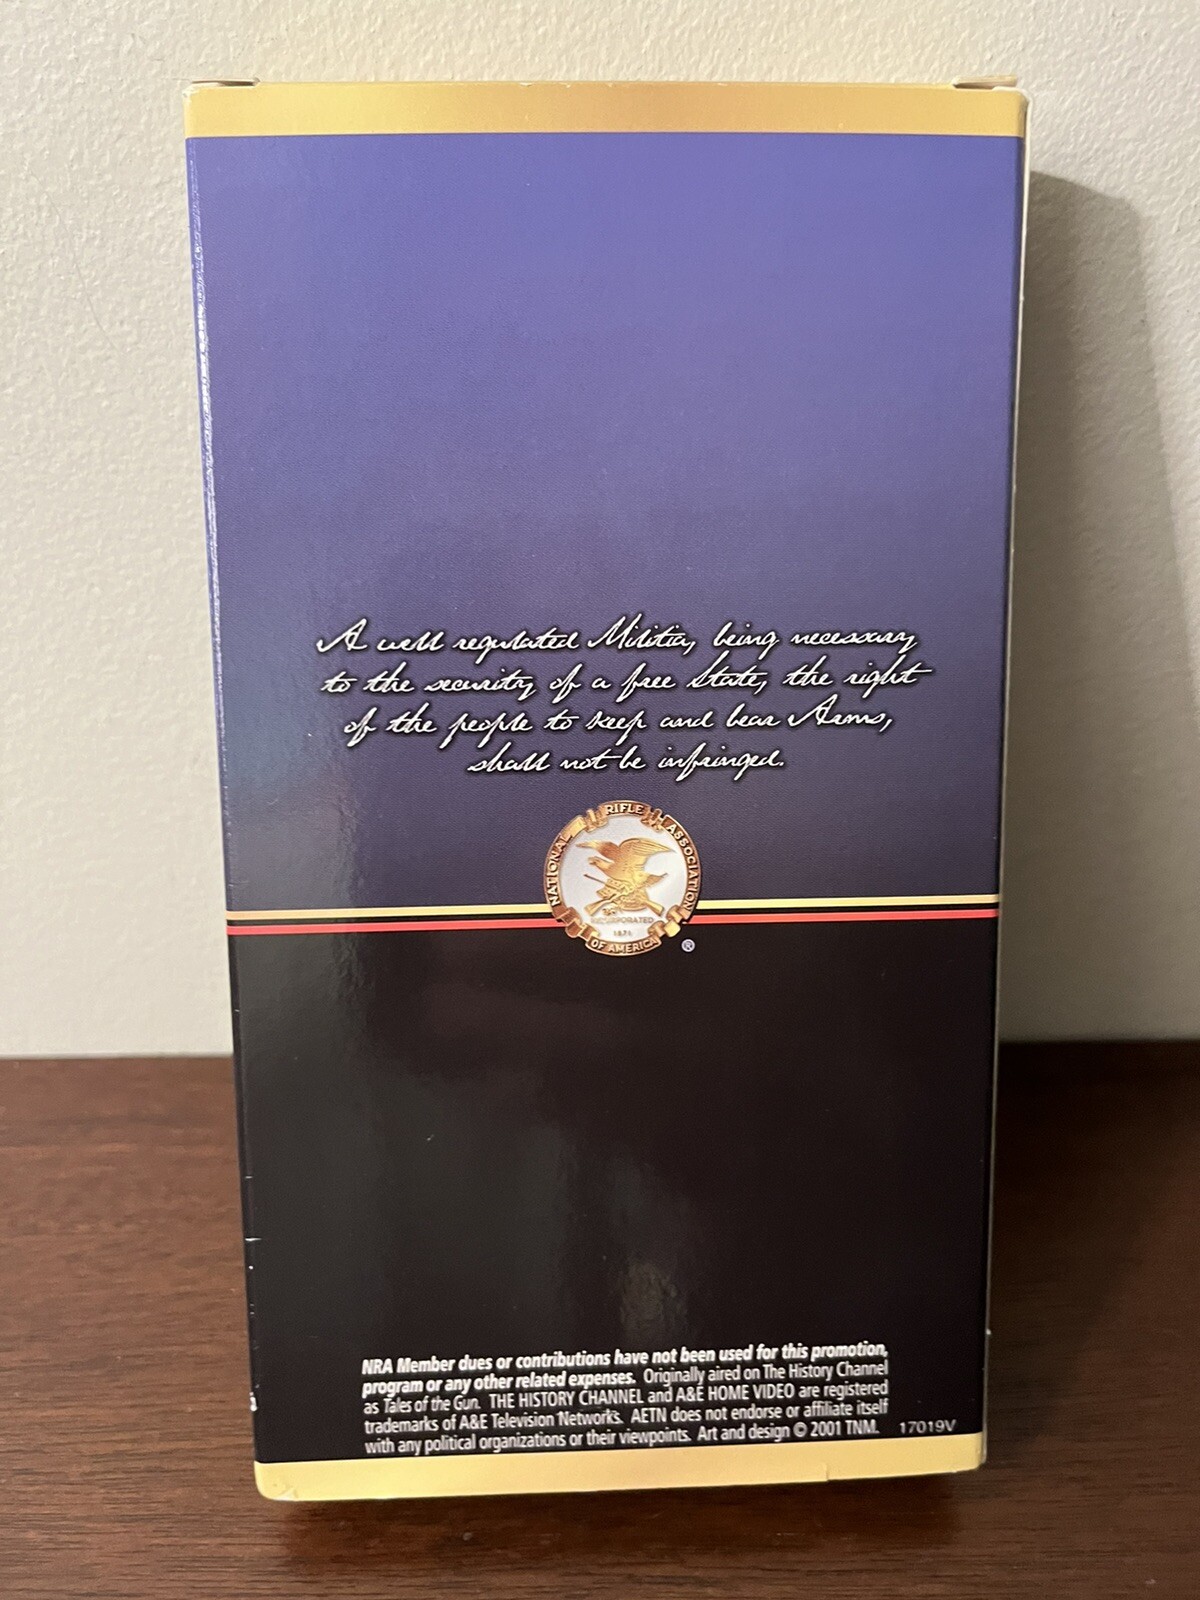 A well regulated Militia, being necessary
to the security of a free State, the right
of the people to keep and bear Arms,
shall not be infringed.
NATIONAL RIFLE ASSOCIATION
INCORPORATED
1871
OF AMERICA
®
NRA Member dues or contributions have not been used for this promotion,
program or any other related expenses. Originally aired on The History Channel
as Tales of the Gun. THE HISTORY CHANNEL and A&E HOME VIDEO are registered
trademarks of A&E Television Networks. AETN does not endorse or affiliate itself
with any political organizations or their viewpoints. Art and design © 2001 TNM. 17019V